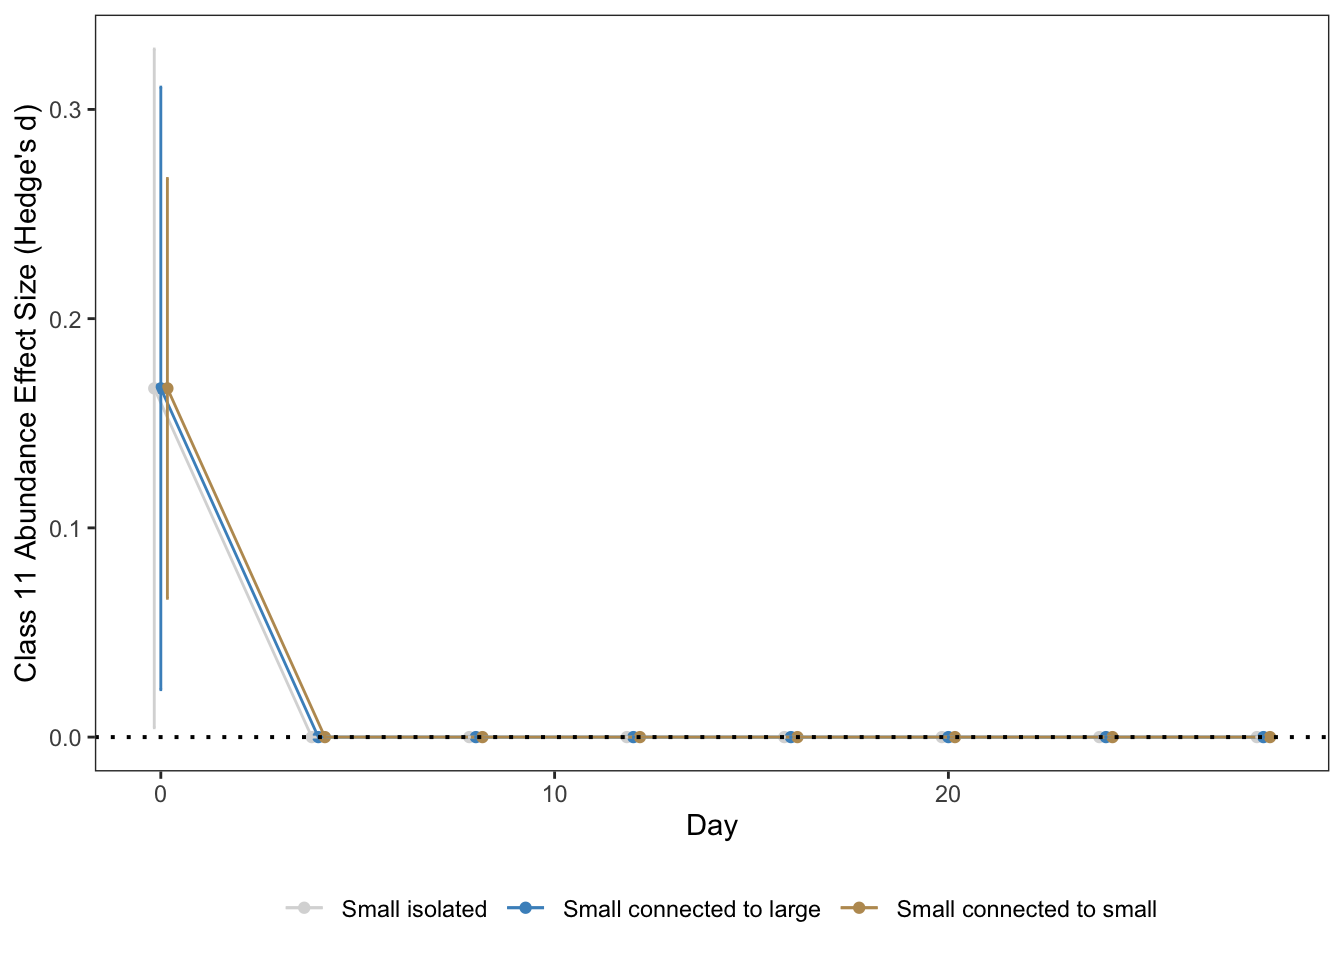 Class 11 Abundance Effect Size (Hedge's d)
0.3
0.2
0.1
0.0
0 10 20
Day
Small isolated Small connected to large Small connected to small